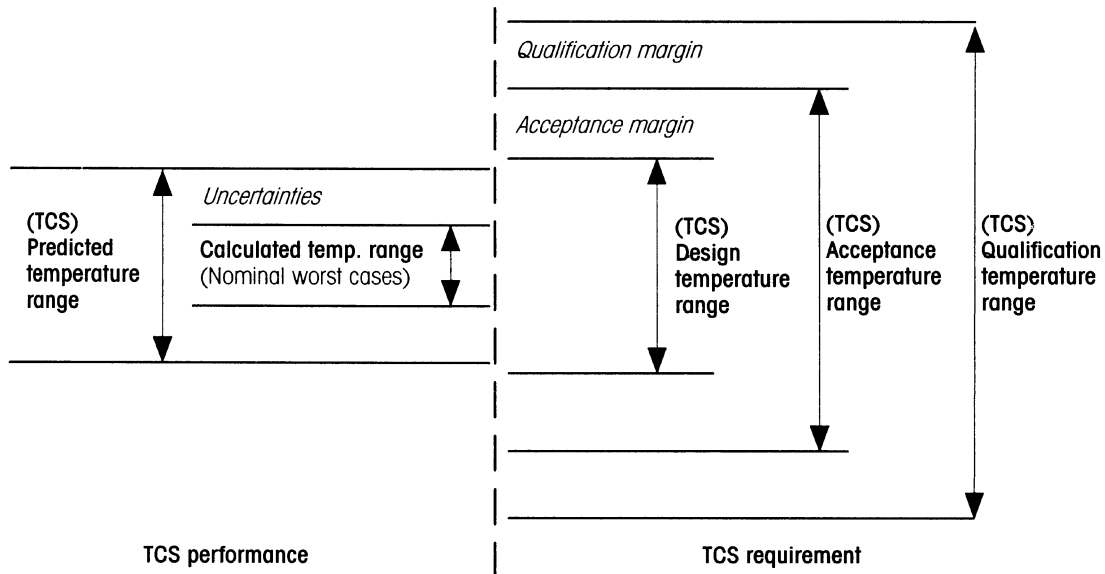 Qualification margin
Acceptance margin
Uncertainties
(TCS)
Predicted
temperature
range
Calculated temp. range
(Nominal worst cases)
(TCS)
Design
temperature
range
(TCS)
Acceptance
temperature
range
(TCS)
Qualification
temperature
range
TCS performance
TCS requirement